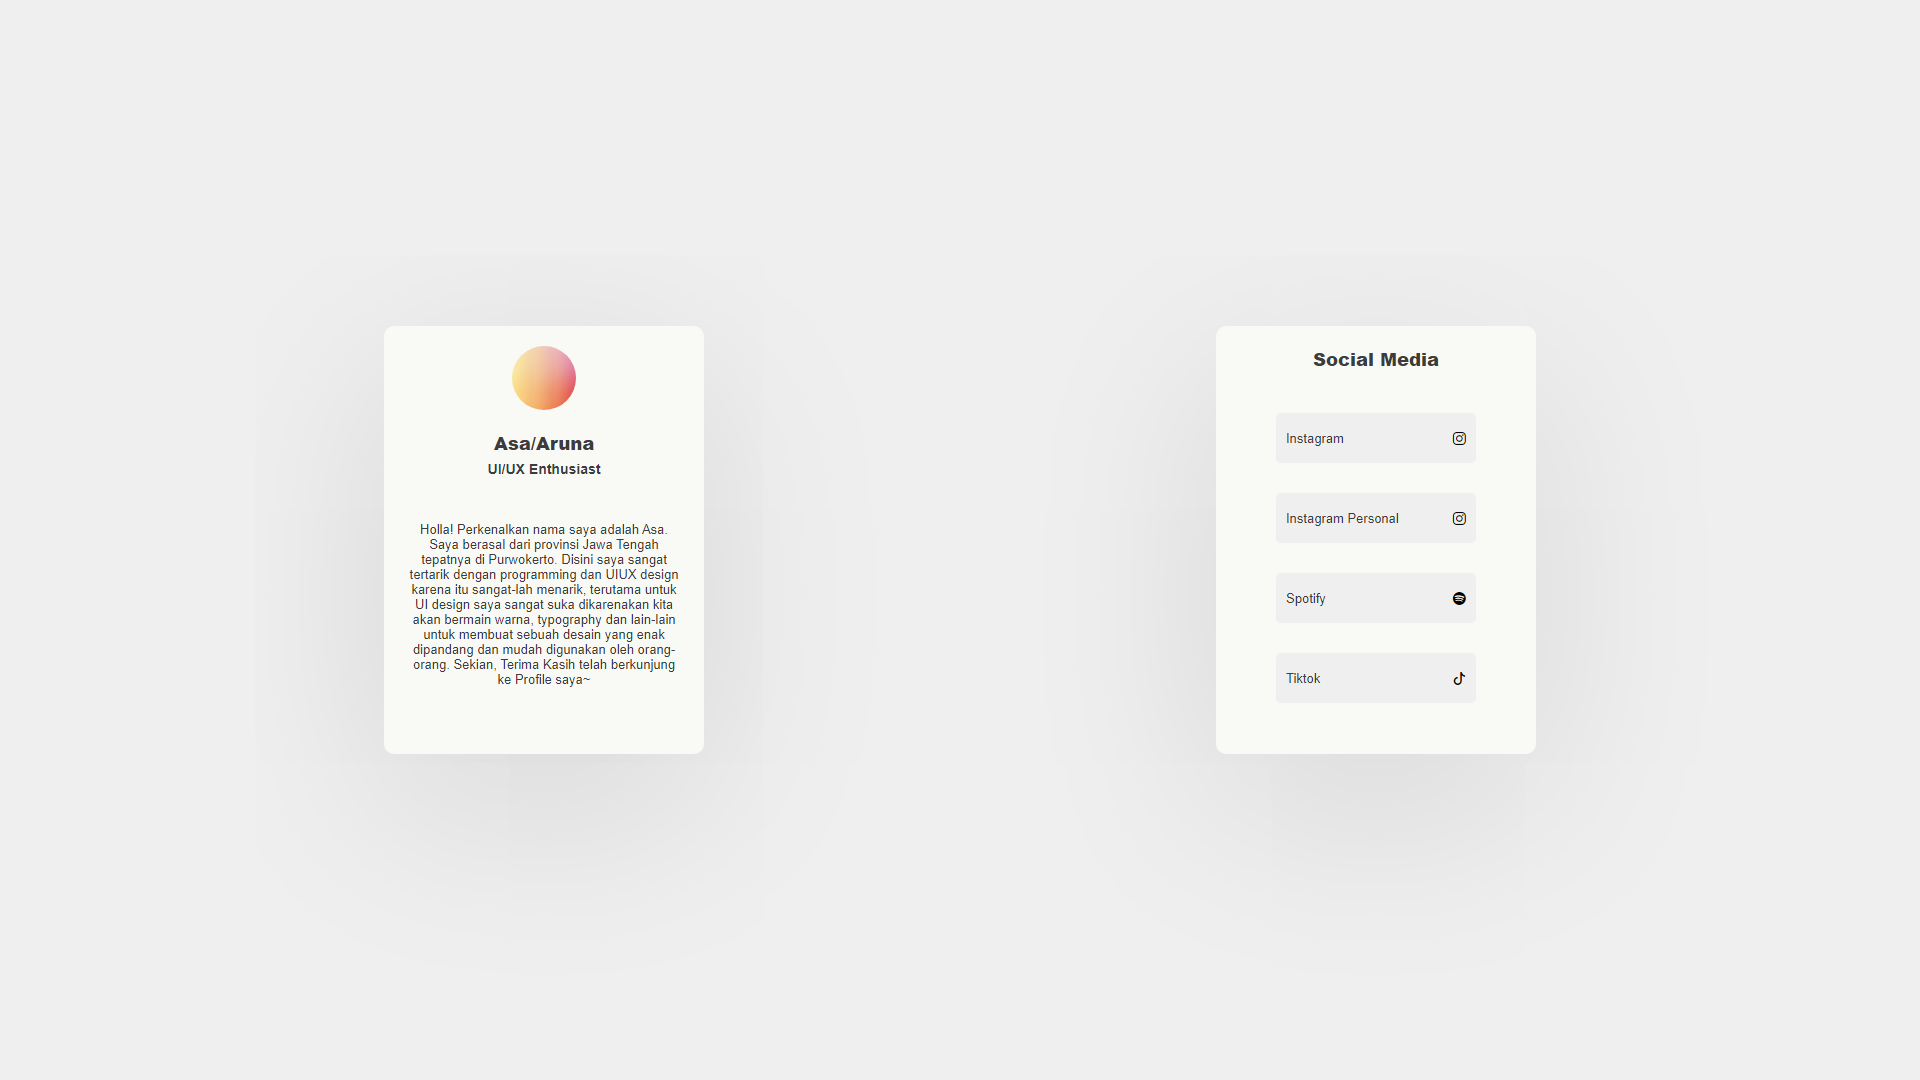 Asa/Aruna
UI/UX Enthusiast
Holla! Perkenalkan nama saya adalah Asa.
Saya berasal dari provinsi Jawa Tengah
tepatnya di Purwokerto. Disini saya sangat
tertarik dengan programming dan UIUX design
karena itu sangat-lah menarik, terutama untuk
UI design saya sangat suka dikarenakan kita
akan bermain warna, typography dan lain-lain
untuk membuat sebuah desain yang enak
dipandang dan mudah digunakan oleh orang-
orang. Sekian, Terima Kasih telah berkunjung
ke Profile saya~
Social Media
Instagram
Instagram Personal
Spotify
Tiktok